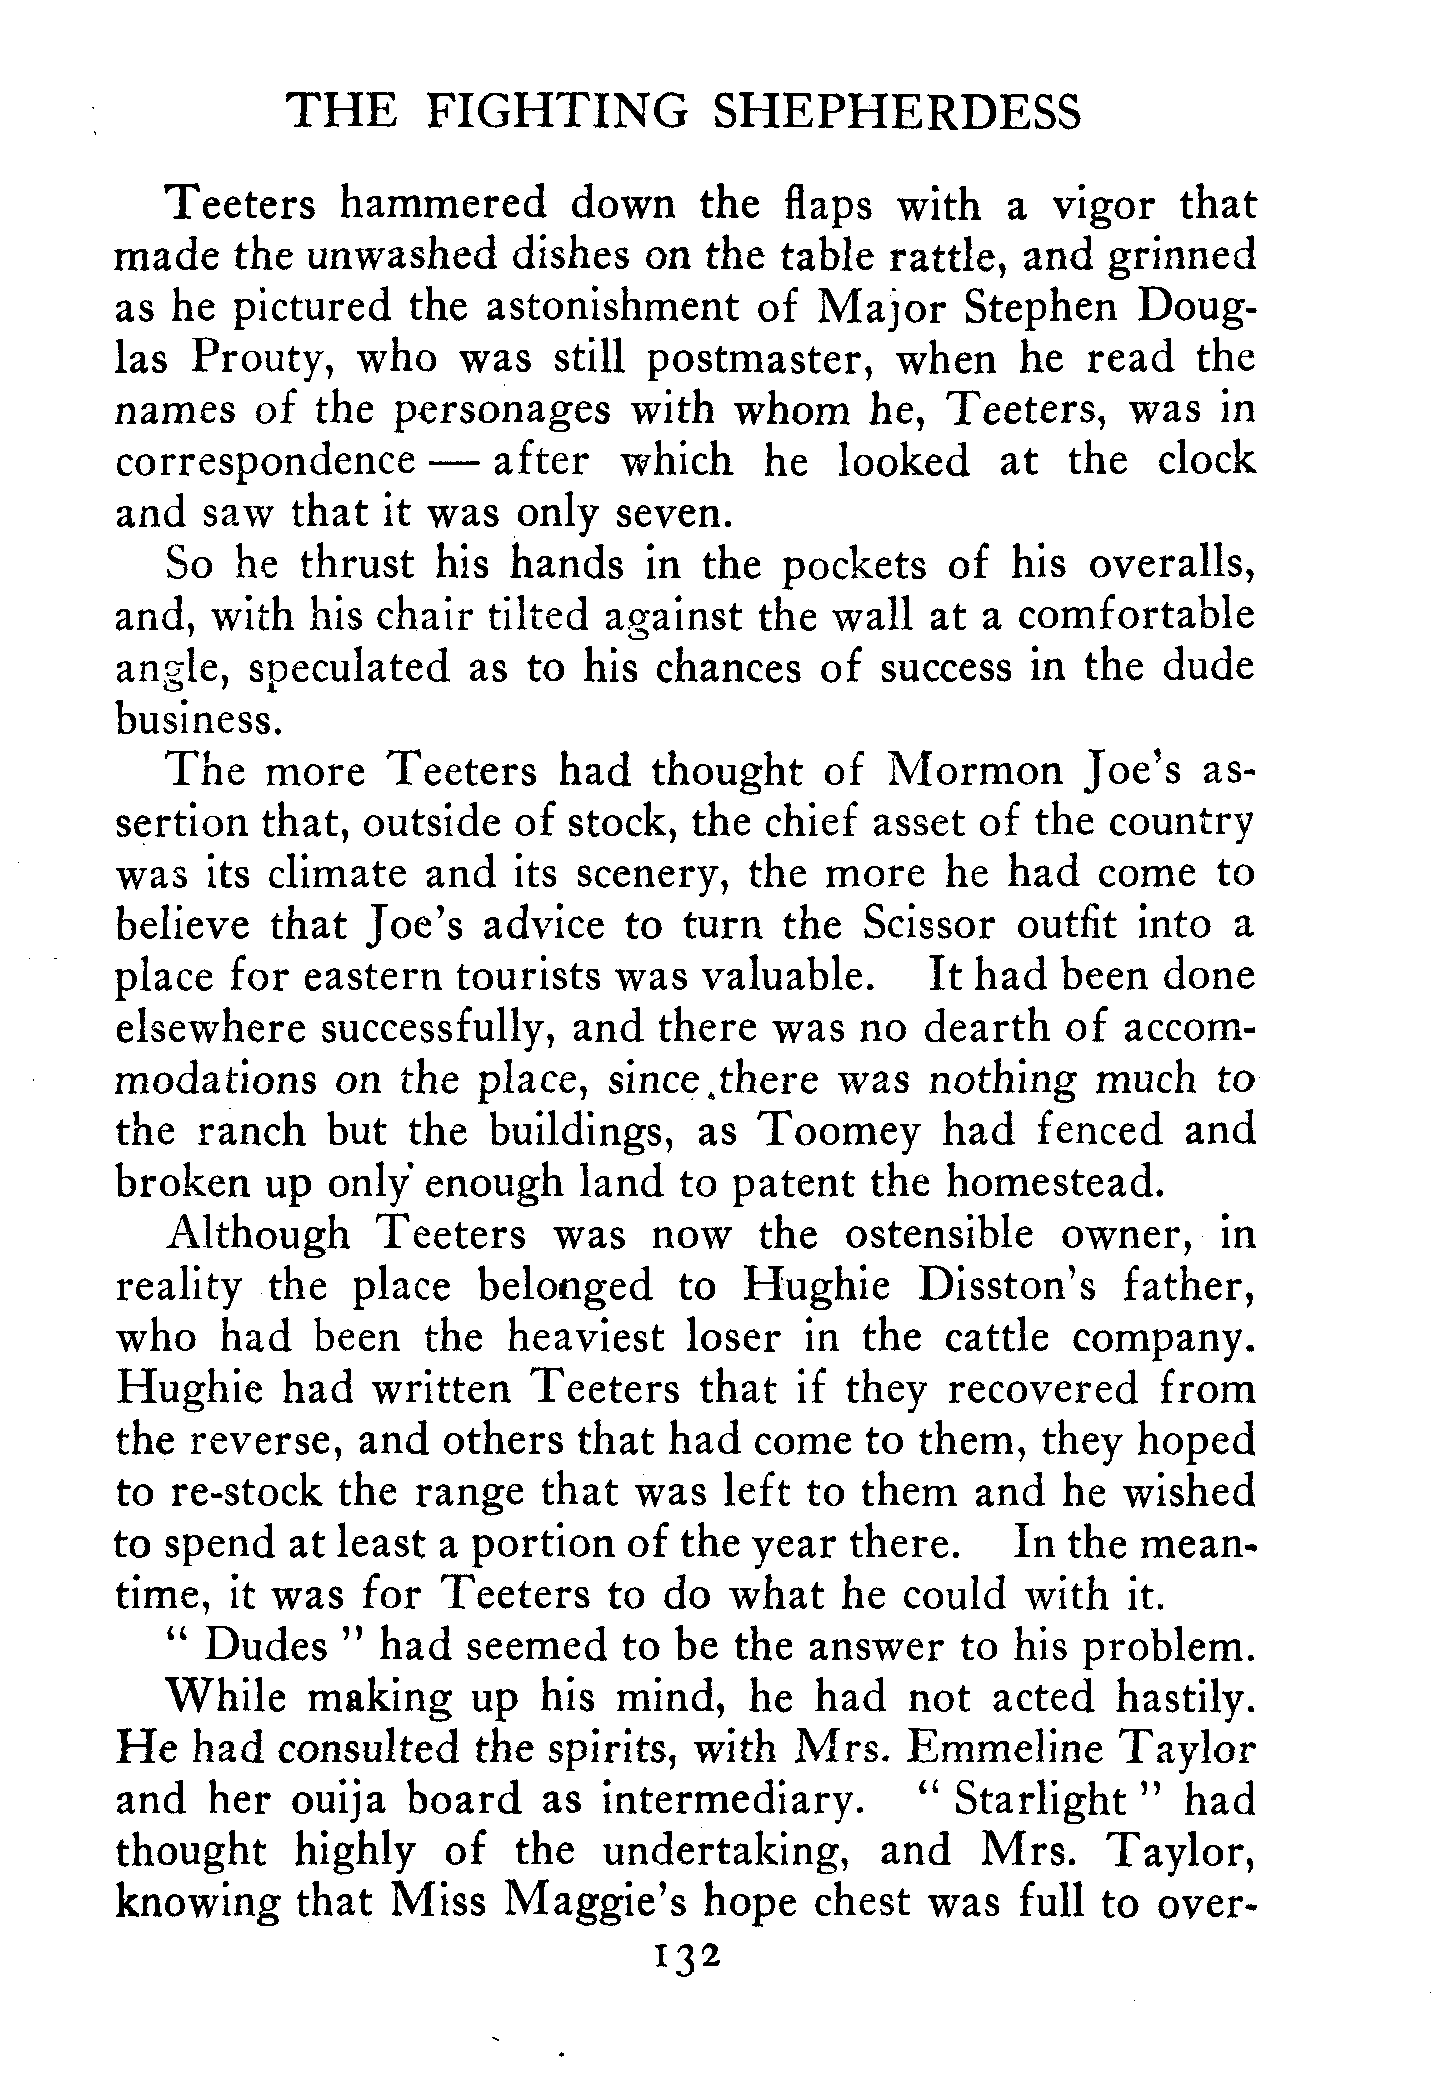 THE FIGHTING SHEPHERDESS
Teeters hammered down the flaps with a vigor that
made the unwashed dishes on the table rattle, and grinned
as he pictured the astonishment of Major Stephen Doug-
las Prouty, who was still postmaster, when he read the
names of the personages with whom he, Teeters, was in
correspondence — after which he looked at the clock
and saw that it was only seven.
So he thrust his hands in the pockets of his overalls,
and, with his chair tilted against the wall at a comfortable
angle, speculated as to his chances of success in the dude
business.
The more Teeters had thought of Mormon Joe's as-
sertion that, outside of stock, the chief asset of the country
was its climate and its scenery, the more he had come to
believe that Joe's advice to turn the Scissor outfit into a
place for eastern tourists was valuable. It had been done
elsewhere successfully, and there was no dearth of accom-
modations on the place, since there was nothing much to
the ranch but the buildings, as Toomey had fenced and
broken up only enough land to patent the homestead.
Although Teeters was now the ostensible owner, in
reality the place belonged to Hughie Disston's father,
who had been the heaviest loser in the cattle company.
Hughie had written Teeters that if they recovered from
the reverse, and others that had come to them, they hoped
to re-stock the range that was left to them and he wished
to spend at least a portion of the year there. In the mean-
time, it was for Teeters to do what he could with it.
" Dudes " had seemed to be the answer to his problem.
While making up his mind, he had not acted hastily.
He had consulted the spirits, with Mrs. Emmeline Taylor
and her ouija board as intermediary. " Starlight " had
thought highly of the undertaking, and Mrs. Taylor,
knowing that Miss Maggie's hope chest was full to over-
132